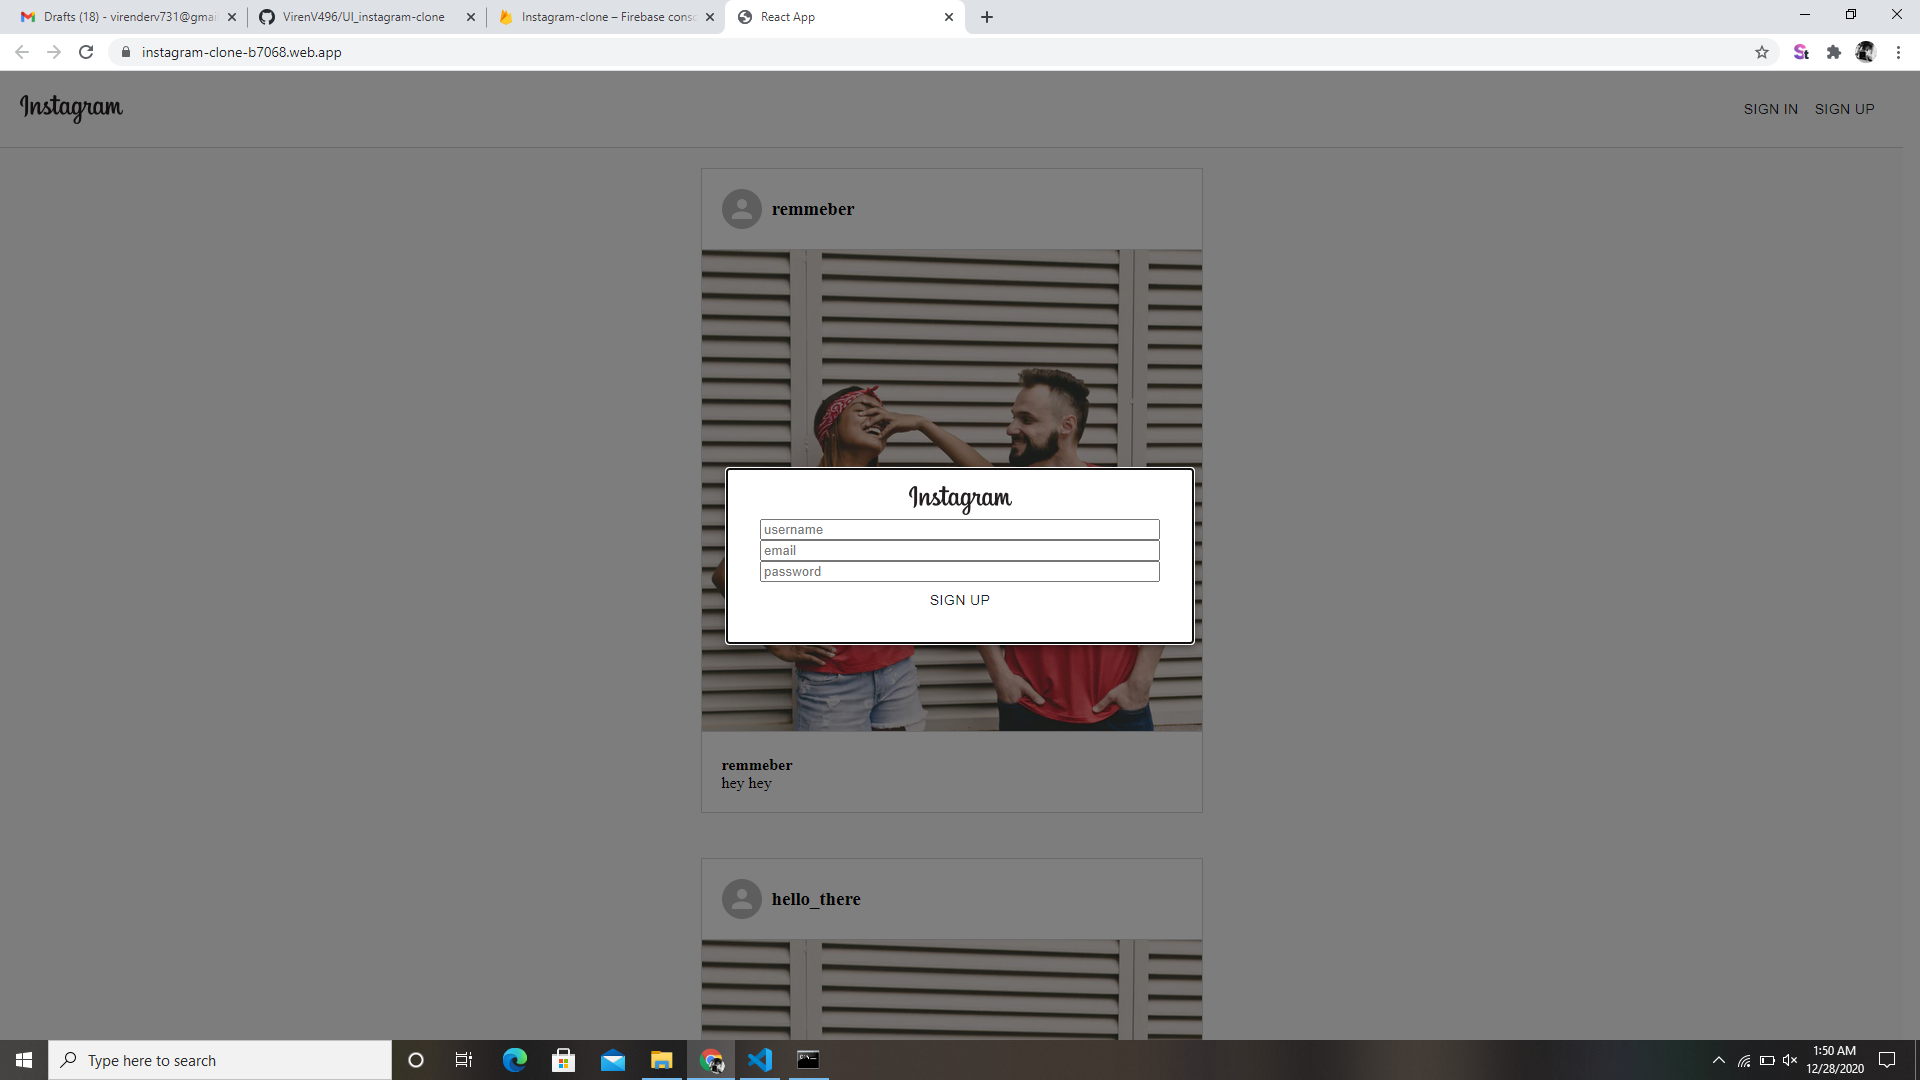 Drafts (18) - virenderv731@gmai
VirenV496/UI_instagram-clone
Instagram-clone – Firebase cons
React App
instagram-clone-b7068.web.app
Instagram
SIGN IN
SIGN UP
remmeber
Instagram
username
email
password
SIGN UP
remmeber
hey hey
hello_there
Type here to search
1:50 AM
12/28/2020